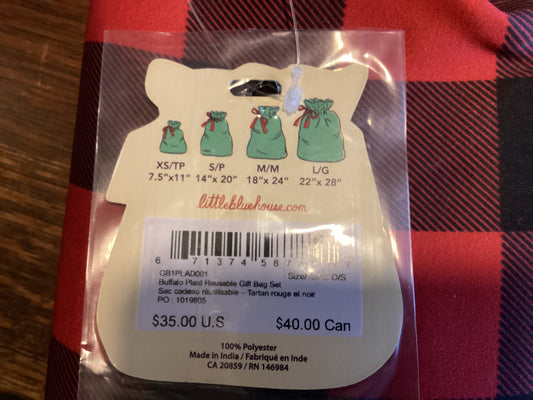 XS/TP S/P M/M L/G
7.5"x11" 14"x 20" 18"x 24" 22"x 28"
littlebluehouse.com
GB1PLAD001 O/S
Buffalo Plaid Reusable Gift Bag Set
Sac cadeau réutilisable - Tartan rouge et noir
PO : 1019805
$35.00 U.S $40.00 Can
100% Polyester
Made in India / Fabriqué en Inde
CA 20859 / RN 146984